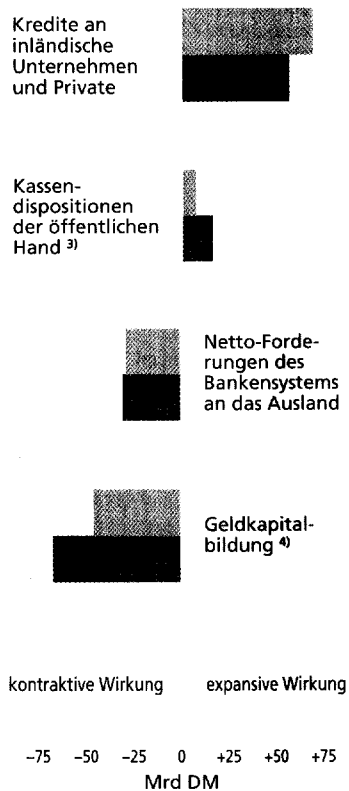 Kredite an
inländische
Unternehmen
und Private
Kassen-
dispositionen
der öffentlichen
Hand ³⁾
Netto-Forde-
rungen des
Bankensystems
an das Ausland
Geldkapital-
bildung ⁴⁾
kontraktive Wirkung expansive Wirkung
−75 −50 −25 0 +25 +50 +75
Mrd DM